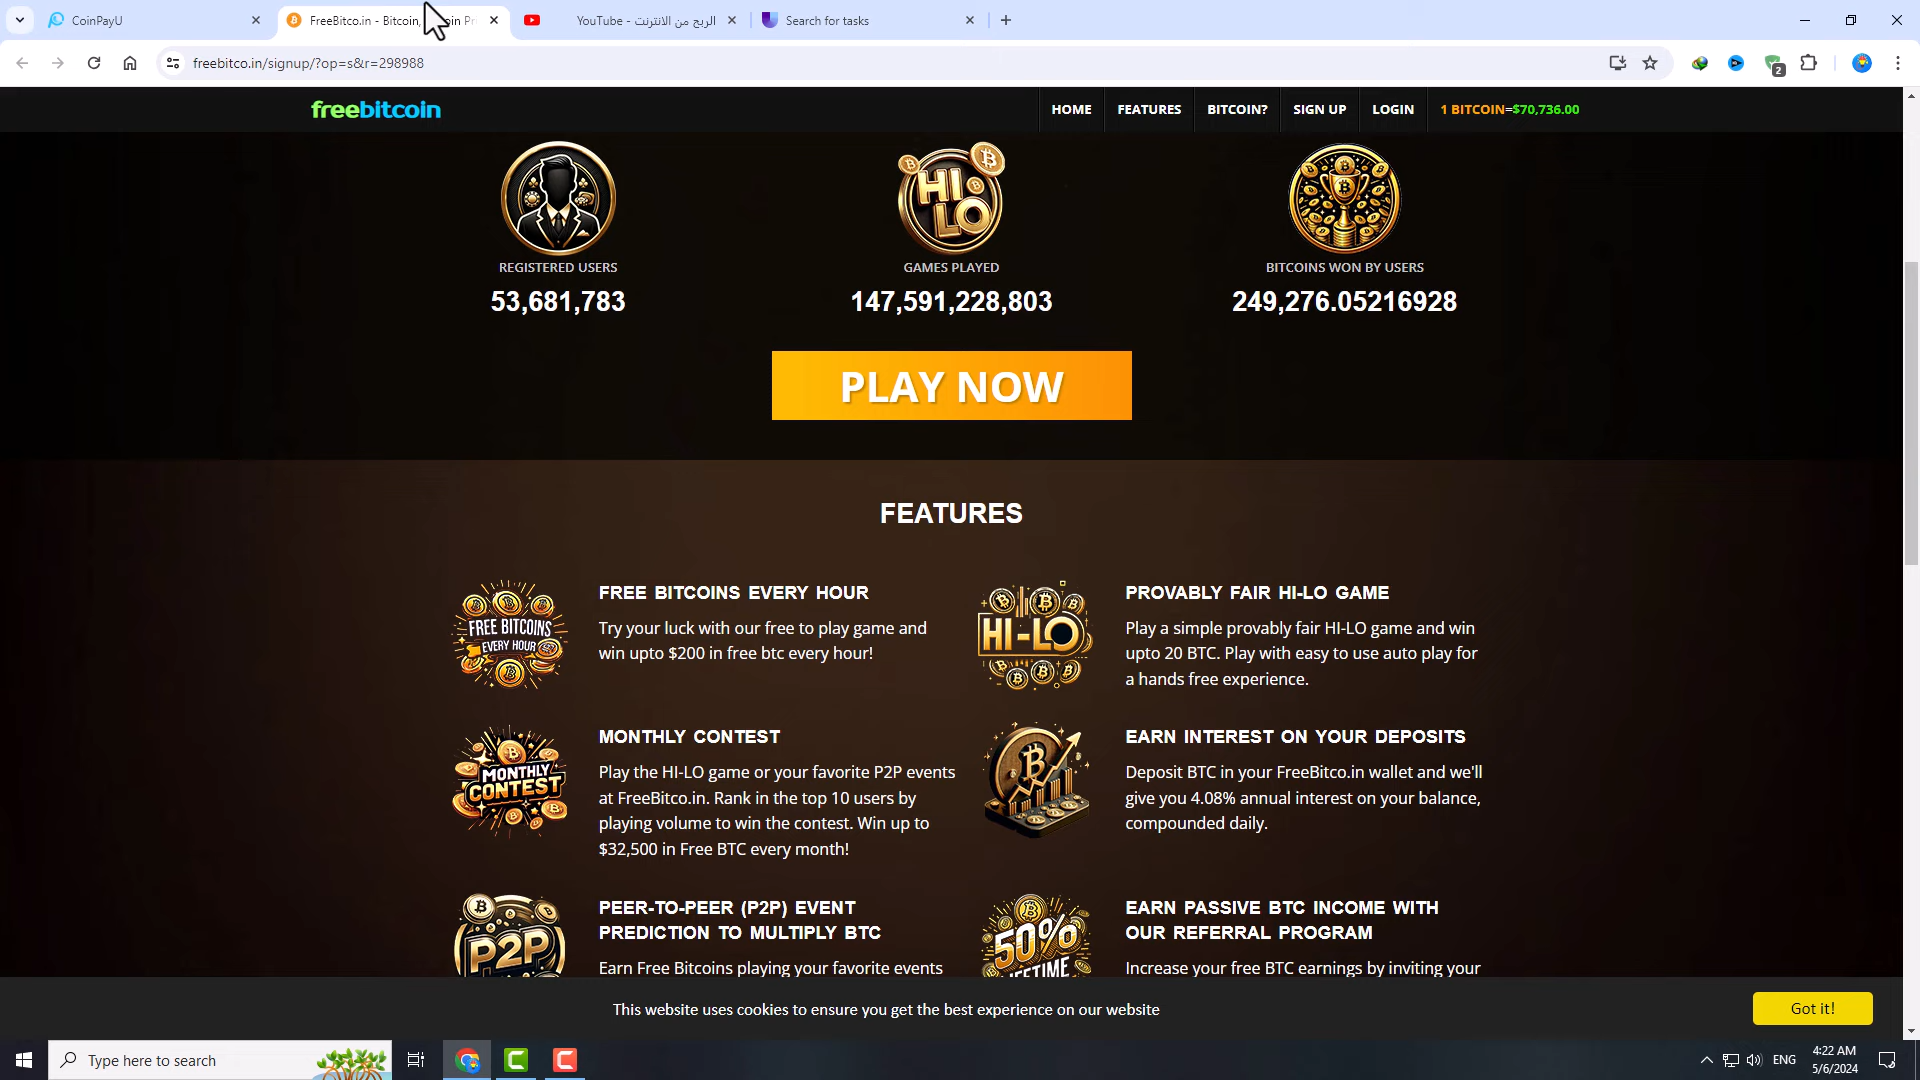 CoinPayU
FreeBitco.in - Bitcoin,
YouTube - الربح من الانترنت
Search for tasks
freebitco.in/signup/?op=s&r=298988
2
freebitcoin
HOME
FEATURES
BITCOIN?
SIGN UP
LOGIN
1 BITCOIN=$70,736.00
HI
LO
REGISTERED USERS
GAMES PLAYED
BITCOINS WON BY USERS
53,681,783
147,591,228,803
249,276.05216928
PLAY NOW
FEATURES
FREE BITCOINS
EVERY HOUR
FREE BITCOINS EVERY HOUR
Try your luck with our free to play game and
win upto $200 in free btc every hour!
HI-LO
PROVABLY FAIR HI-LO GAME
Play a simple provably fair HI-LO game and win
upto 20 BTC. Play with easy to use auto play for
a hands free experience.
MONTHLY
CONTEST
MONTHLY CONTEST
Play the HI-LO game or your favorite P2P events
at FreeBitco.in. Rank in the top 10 users by
playing volume to win the contest. Win up to
$32,500 in Free BTC every month!
EARN INTEREST ON YOUR DEPOSITS
Deposit BTC in your FreeBitco.in wallet and we'll
give you 4.08% annual interest on your balance,
compounded daily.
P2P
PEER-TO-PEER (P2P) EVENT
PREDICTION TO MULTIPLY BTC
Earn Free Bitcoins playing your favorite events
50%
LIFETIME
EARN PASSIVE BTC INCOME WITH
OUR REFERRAL PROGRAM
Increase your free BTC earnings by inviting your
This website uses cookies to ensure you get the best experience on our website
Got it!
Type here to search
ENG
4:22 AM
5/6/2024